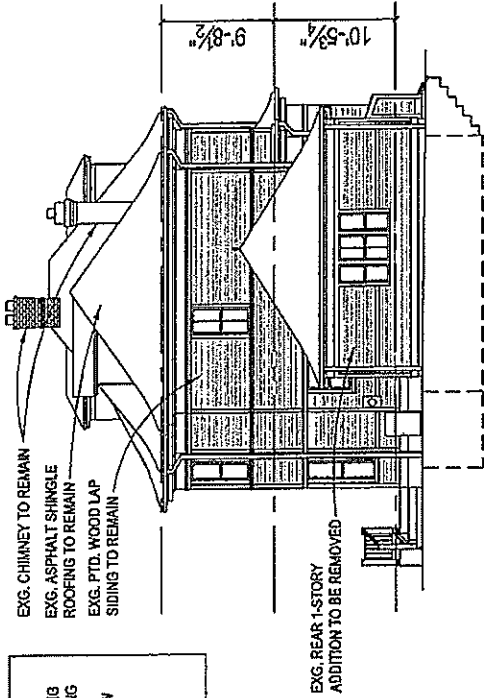 EXG. CHIMNEY TO REMAIN
EXG. ASPHALT SHINGLE
ROOFING TO REMAIN
EXG. PTD. WOOD LAP
SIDING TO REMAIN
EXG. REAR 1-STORY
ADDITION TO BE REMOVED
9'-8½"
10'-5¾"